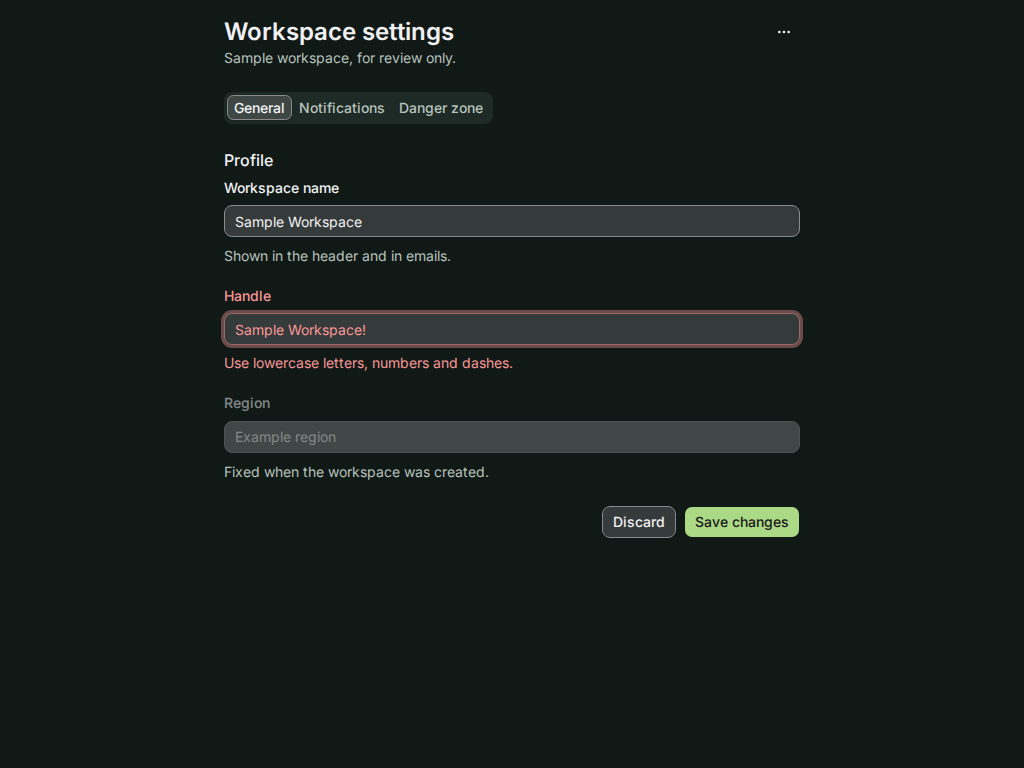 Workspace settings
Sample workspace, for review only.
General Notifications Danger zone
Profile
Workspace name
Sample Workspace
Shown in the header and in emails.
Handle
Sample Workspace!
Use lowercase letters, numbers and dashes.
Region
Example region
Fixed when the workspace was created.
Discard Save changes